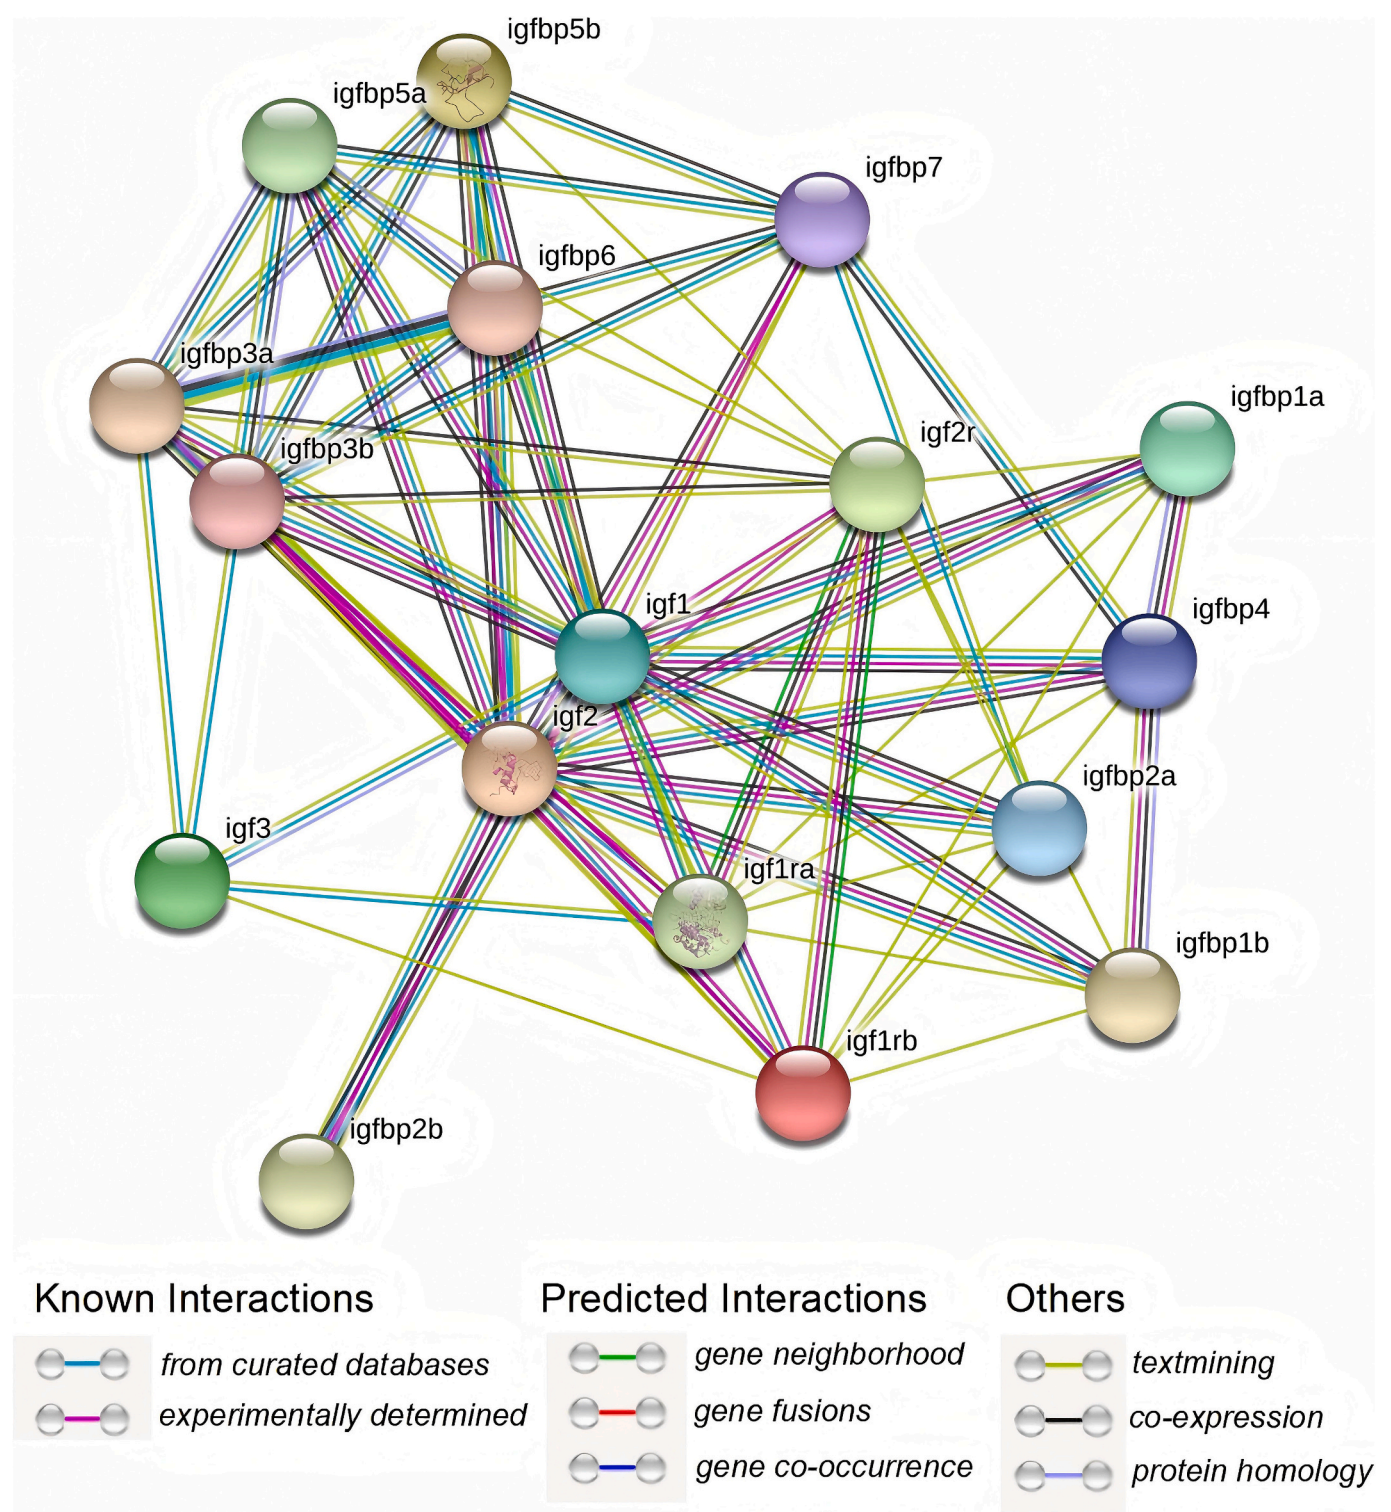 igfbp5b
igfbp5a
igfbp7
igfbp6
igfbp3a
igfbp1a
igf2r
igfbp3b
igf1
igfbp4
igf2
igfbp2a
igf3
igf1ra
igfbp1b
igf1rb
igfbp2b
Known Interactions
from curated databases
experimentally determined
Predicted Interactions
gene neighborhood
gene fusions
gene co-occurrence
Others
textmining
co-expression
protein homology